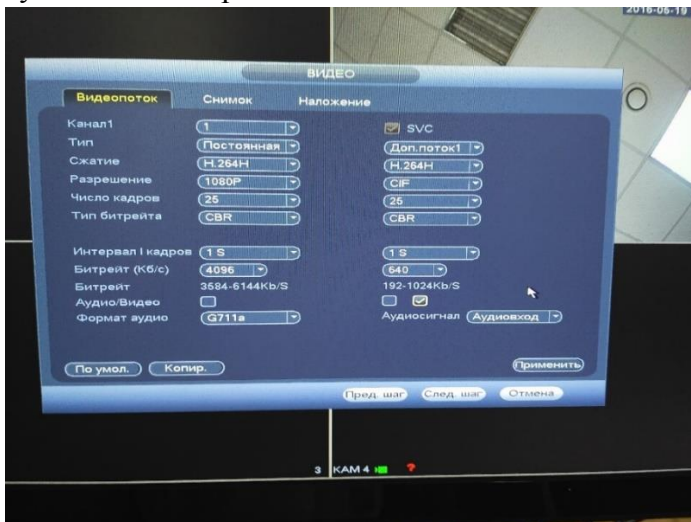 2016-05-19
ВИДЕО
Видеопоток Снимок Наложение
Канал1 1 SVC
Тип Постоянная Доп.поток1
Сжатие H.264H H.264H
Разрешение 1080P CIF
Число кадров 25 25
Тип битрейта CBR CBR
Интервал I кадров 1 S 1 S
Битрейт (Кб/с) 4096 640
Битрейт 3584-6144Kb/S 192-1024Kb/S
Аудио/Видео
Формат аудио G711a Аудиосигнал Аудиовход
По умол. Копир. Применить
Пред. шаг След. шаг Отмена
3 КАМ 4 ?